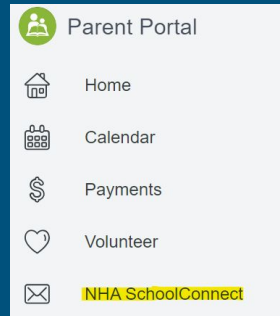 Parent Portal
Home
Calendar
Payments
Volunteer
NHA SchoolConnect